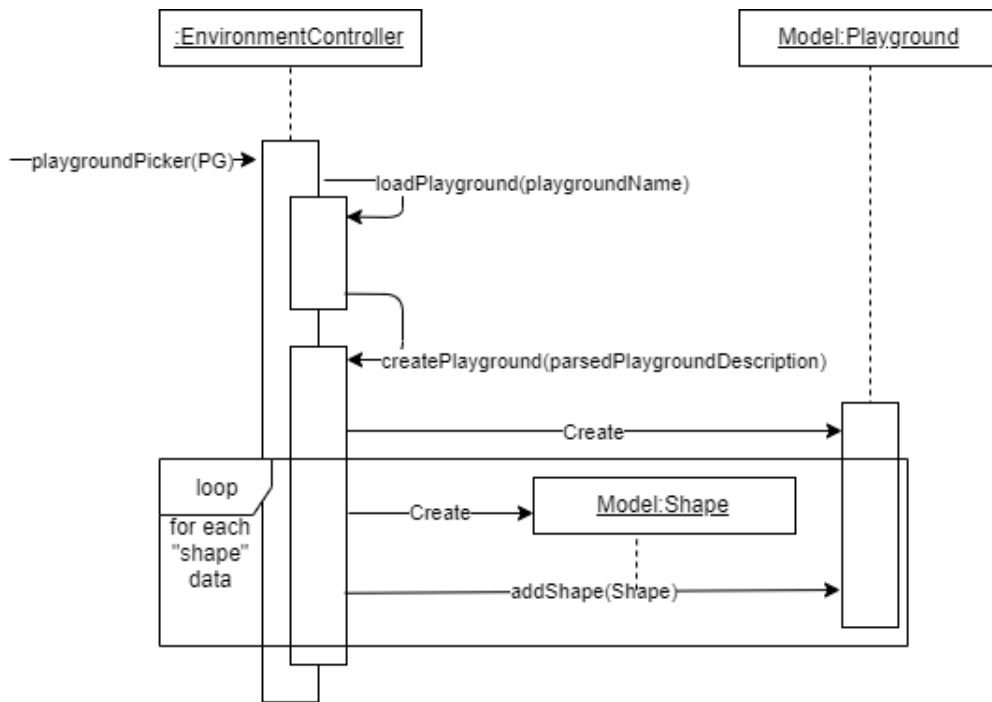 :EnvironmentController
Model:Playground
playgroundPicker(PG)
loadPlayground(playgroundName)
createPlayground(parsedPlaygroundDescription)
Create
loop
for each
"shape"
data
Create
Model:Shape
addShape(Shape)